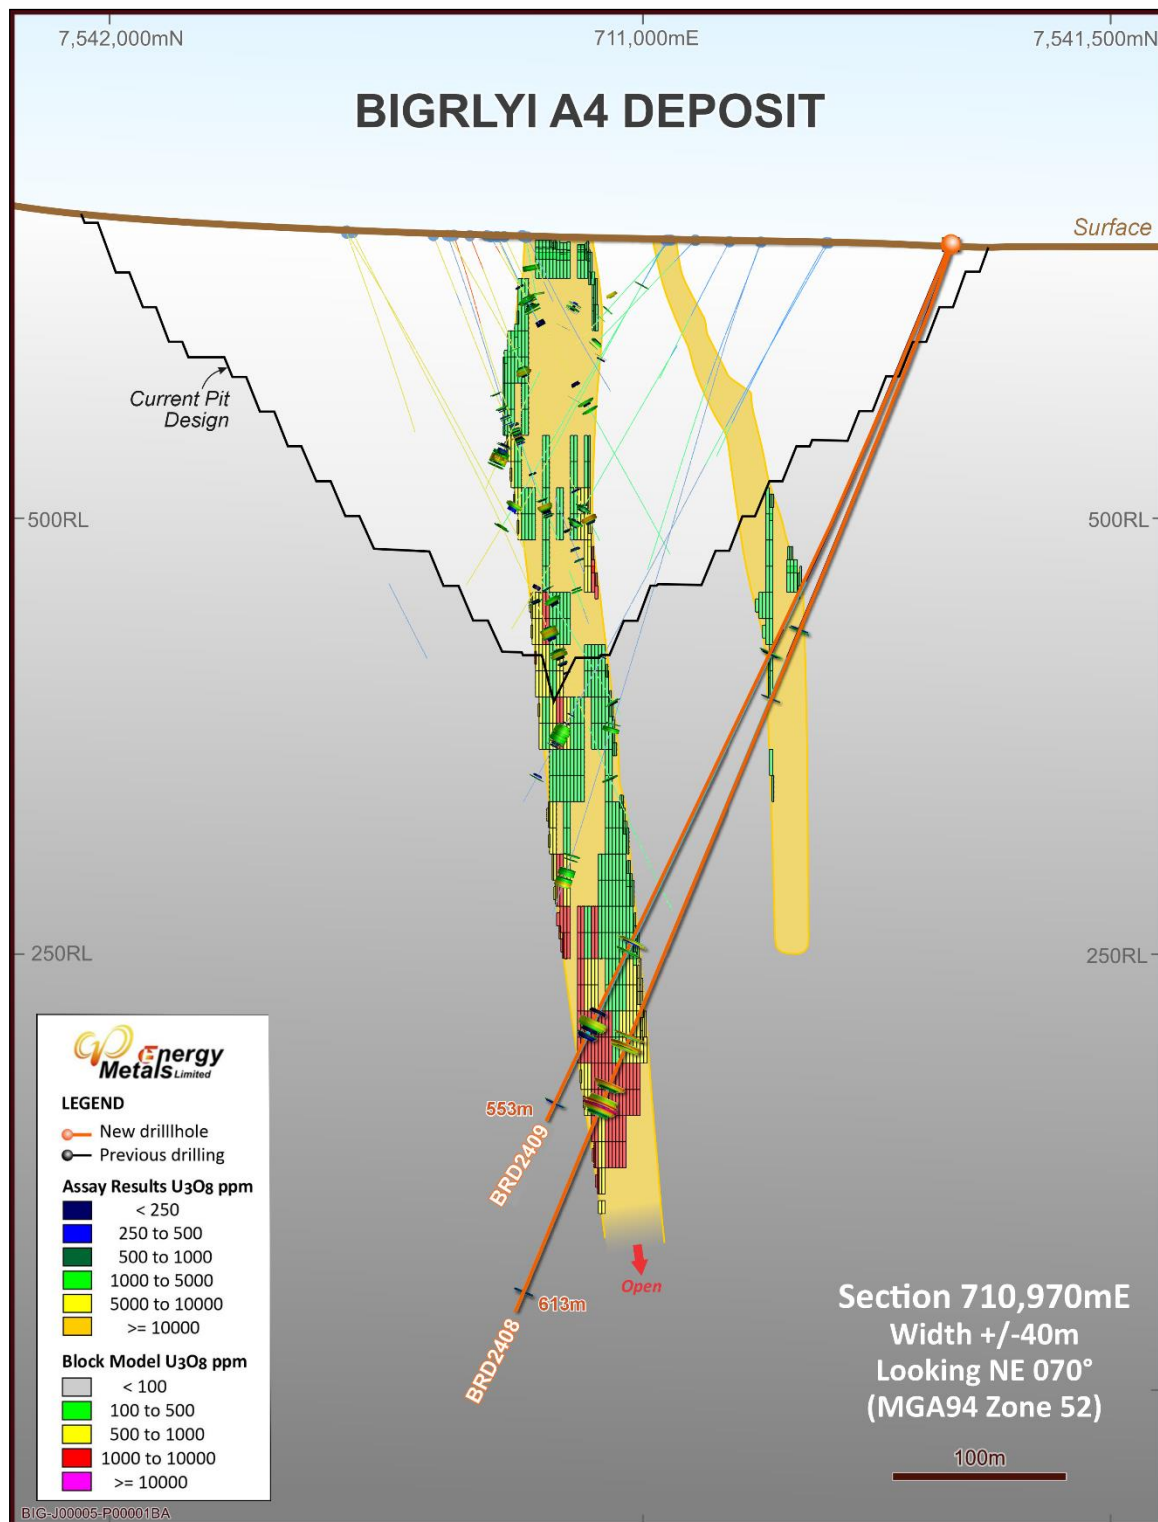 7,542,000mN
711,000mE
7,541,500mN
BIGRLYI A4 DEPOSIT
Surface
Current Pit
Design
500RL
500RL
250RL
250RL
Energy
Metals Limited
LEGEND
New drilllhole
Previous drilling
Assay Results U3O8 ppm
< 250
250 to 500
500 to 1000
1000 to 5000
5000 to 10000
>= 10000
Block Model U3O8 ppm
< 100
100 to 500
500 to 1000
1000 to 10000
>= 10000
553m
BRD2409
613m
BRD2408
Open
Section 710,970mE
Width +/-40m
Looking NE 070°
(MGA94 Zone 52)
100m
BIG-J00005-P00001BA